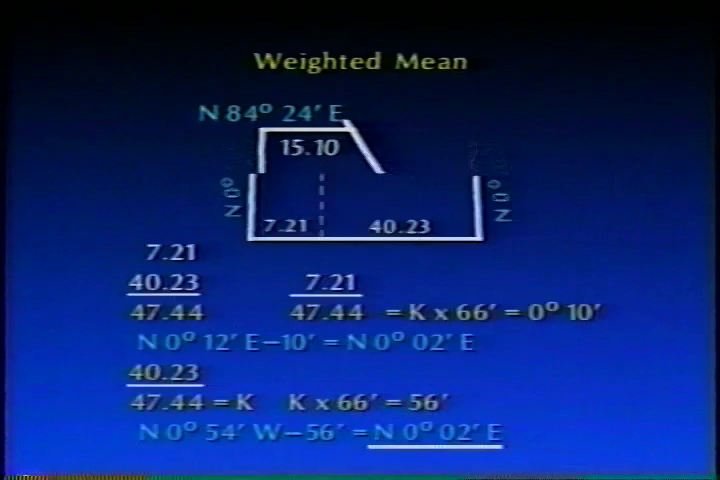 Weighted Mean
N 84° 24′ E
15.10
N 0°
N 0°
7.21
40.23
7.21
40.23
7.21
47.44
47.44 = K x 66′ = 0° 10′
N 0° 12′ E–10′ = N 0° 02′ E
40.23
47.44 = K K x 66′ = 56′
N 0° 54′ W–56′ = N 0° 02′ E